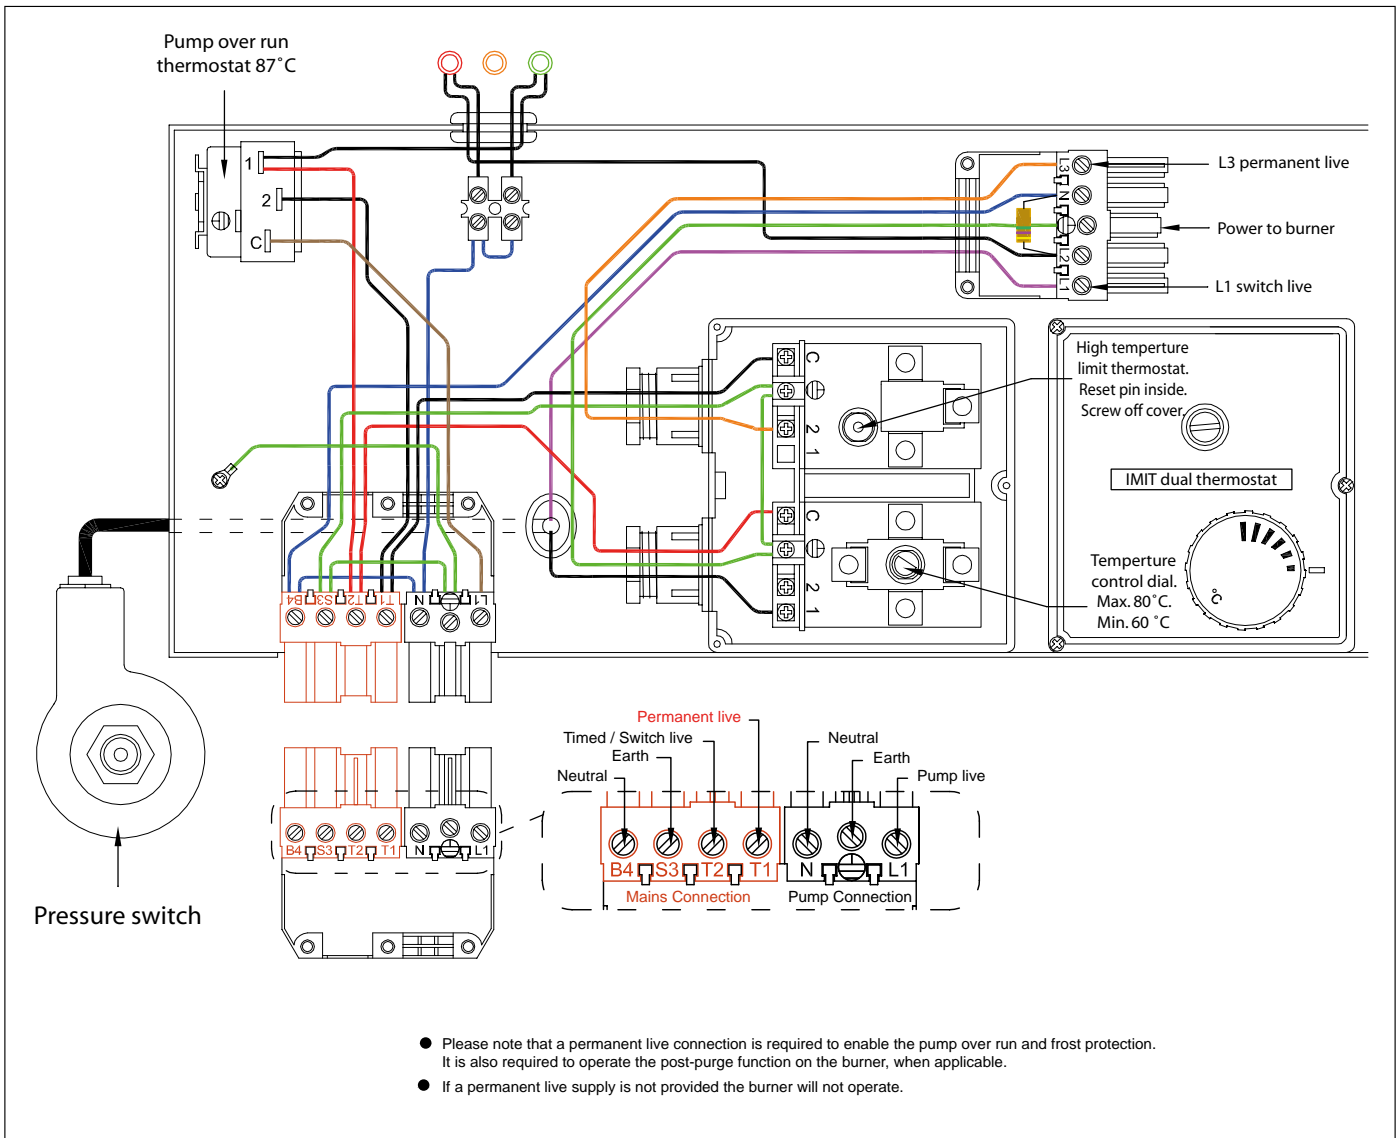 Pump over run
thermostat 87˚C
1
2
C
L3
N
2
L1
L3 permanent live
Power to burner
L1 switch live
C
2
1
C
2
1
High temperture
limit thermostat.
Reset pin inside.
Screw off cover.
IMIT dual thermostat
Temperture
control dial.
Max. 80˚C.
Min. 60 ˚C
˚C
B4 S3 T2 T1 N L1
Pressure switch
B4 S3 T2 T1 N L1
Permanent live
Timed / Switch live
Earth
Neutral
Neutral
Earth
Pump live
B4 S3 T2 T1 N L1
Mains Connection
Pump Connection
● Please note that a permanent live connection is required to enable the pump over run and frost protection.
It is also required to operate the post-purge function on the burner, when applicable.
● If a permanent live supply is not provided the burner will not operate.